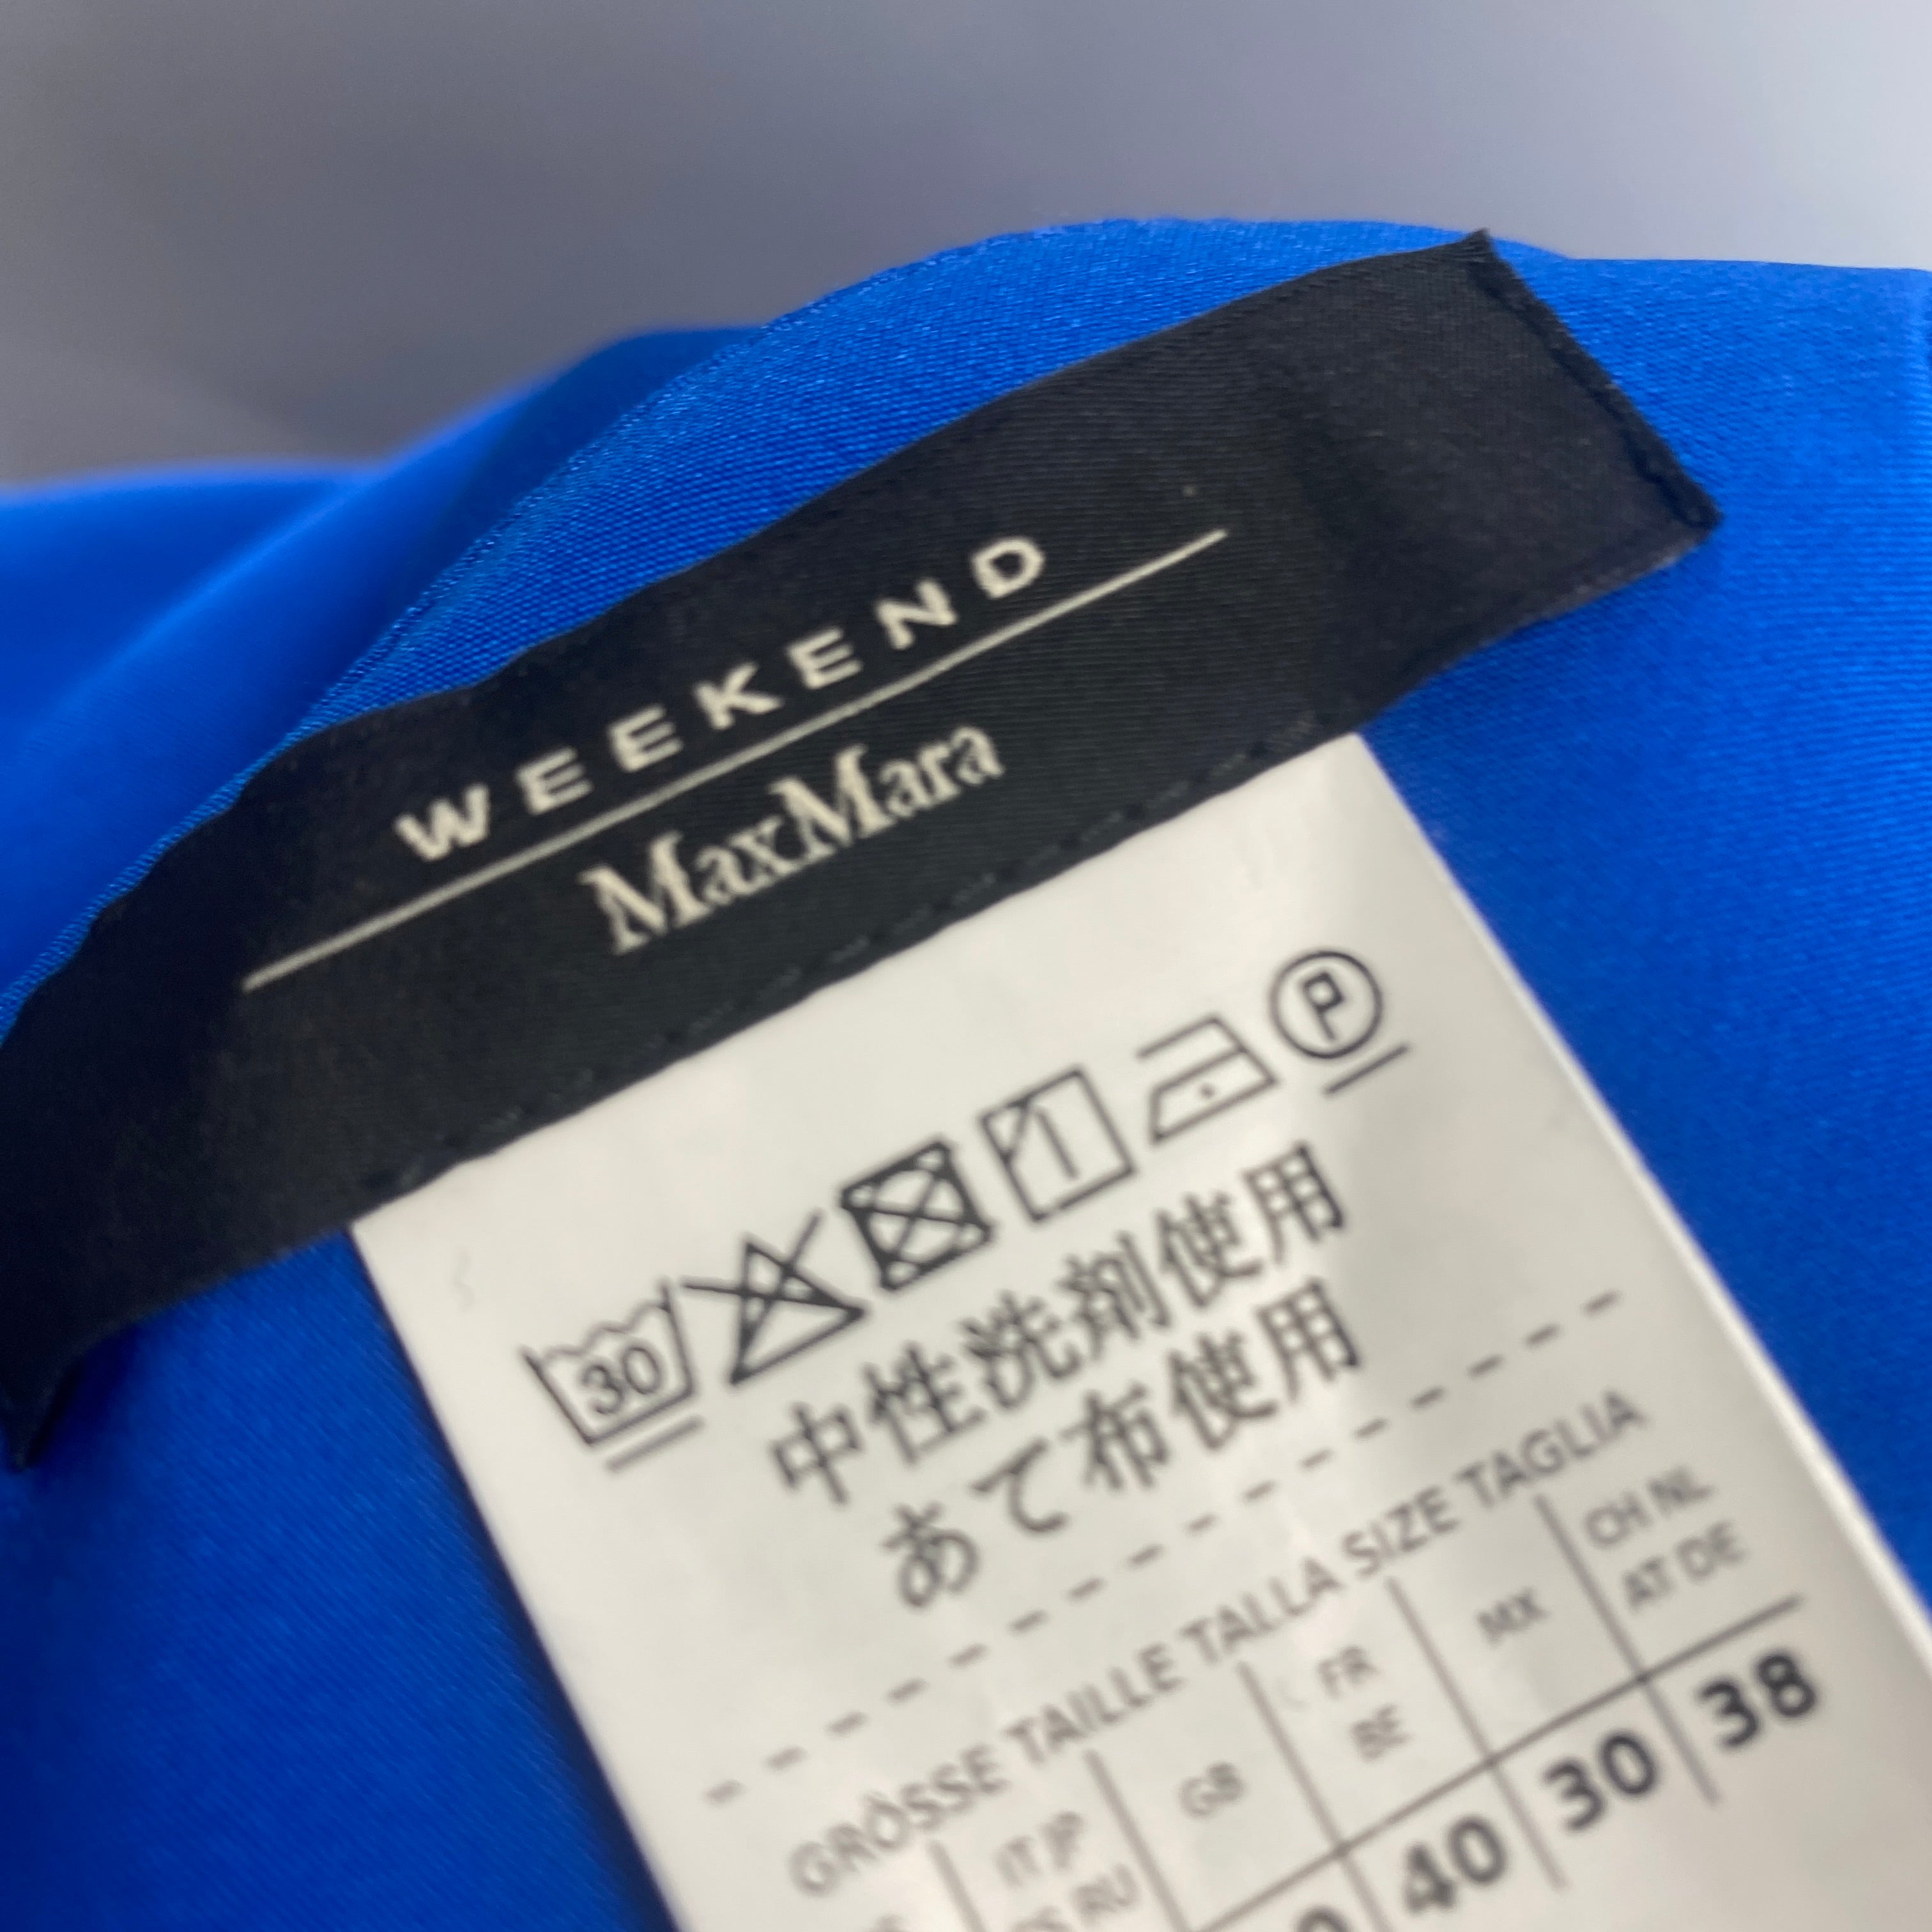 WEEKEND
MaxMara
30
P
中性洗剤使用
あて布使用
GRÖSSE TAILLE TALLA SIZE TAGLIA
IT JP
RU
GB
FR
BE
MX
CH NL
AT DE
40
30
38